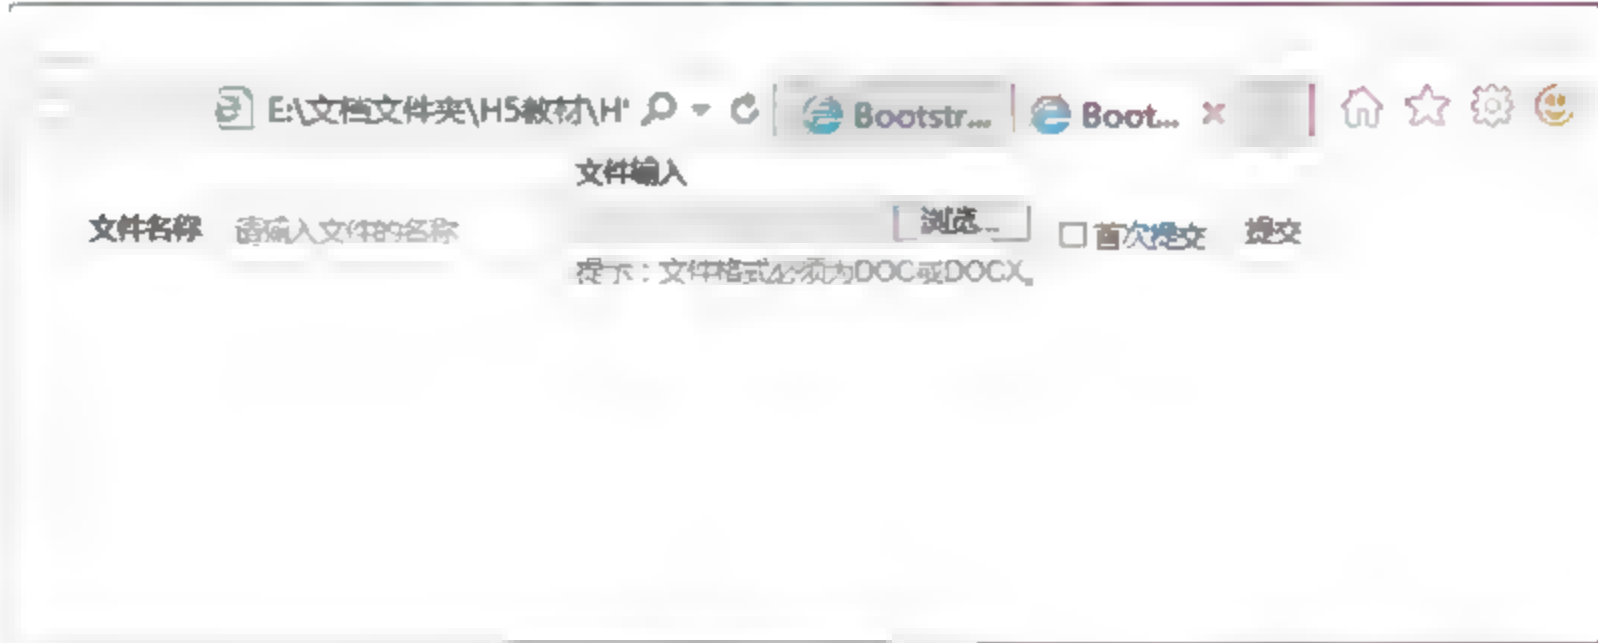 E:\文档文件夹\H5教材\H' Bootstr... Boot...
文件输入
文件名称 请输入文件的名称 浏览... 首次提交 提交
提示：文件格式必须为DOC或DOCX。